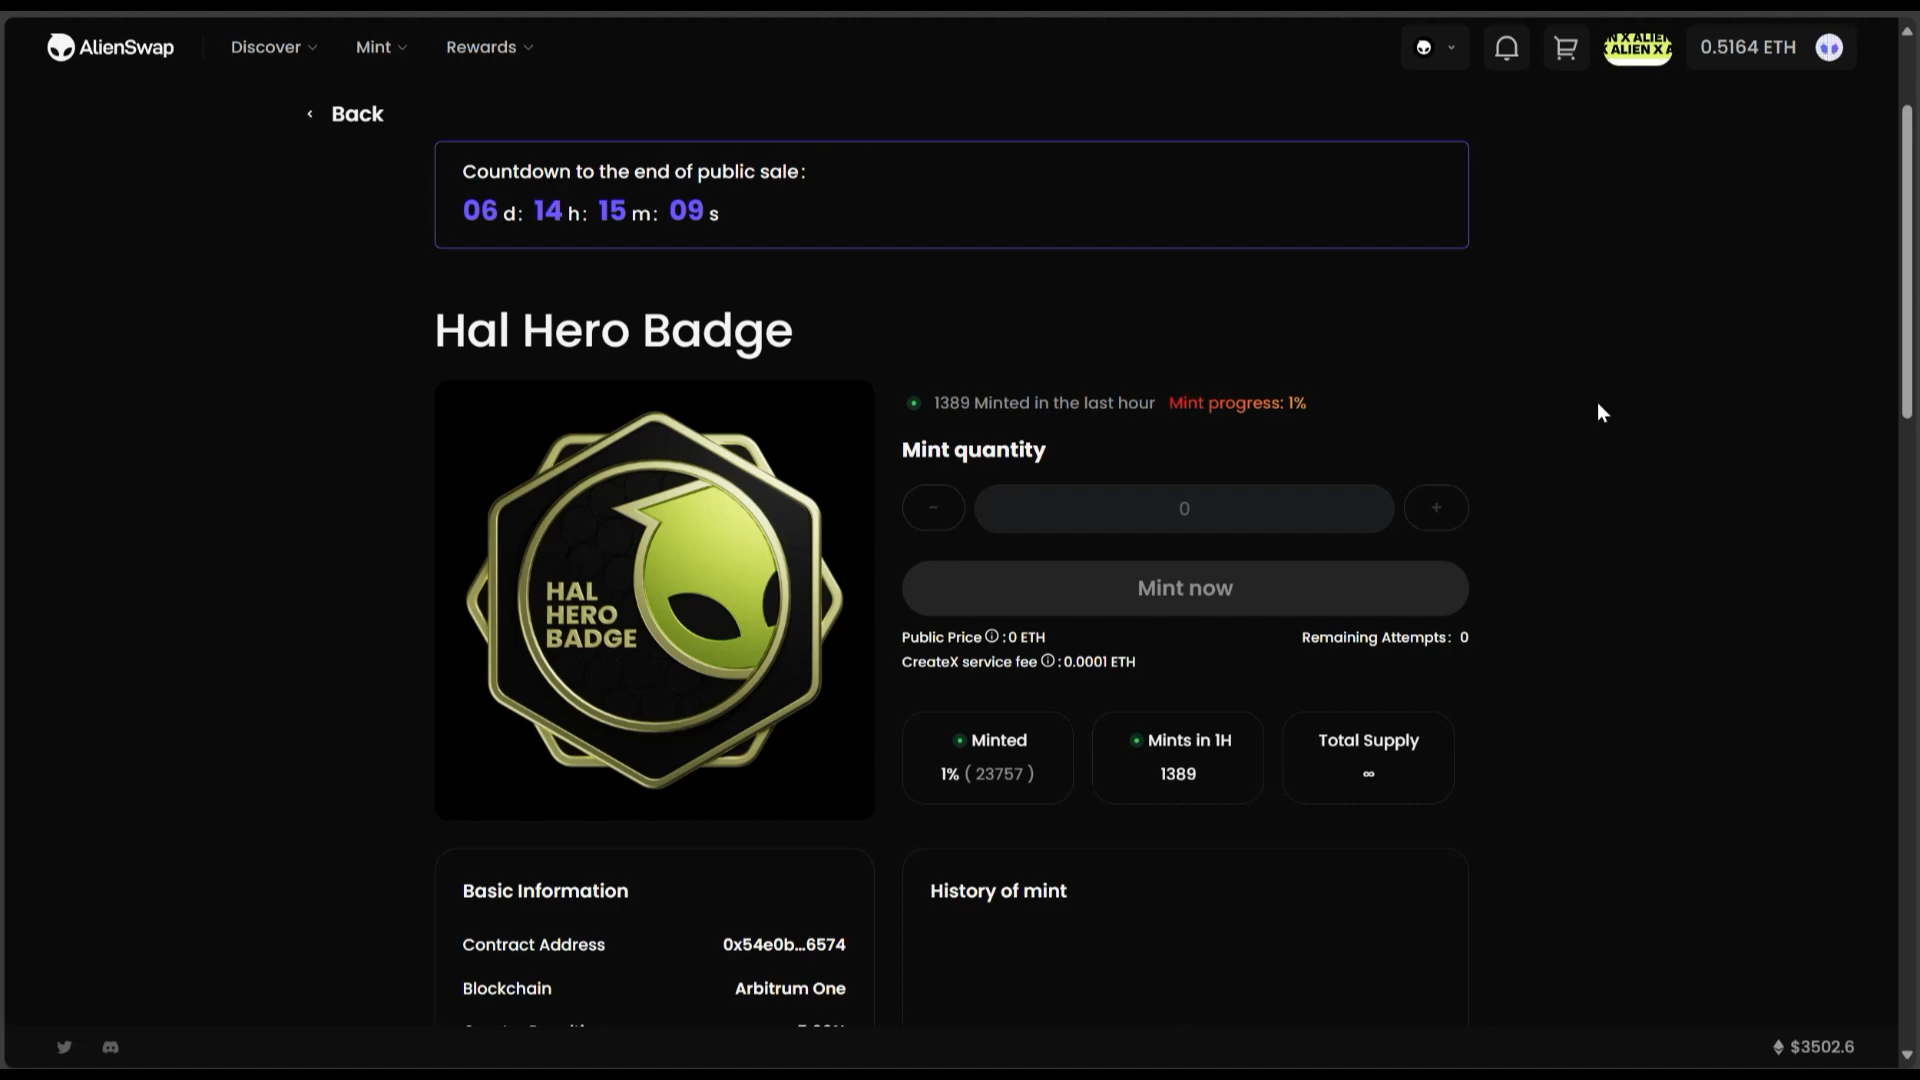 AlienSwap
Discover
Mint
Rewards
ALIEN X
0.5164 ETH
Back
Countdown to the end of public sale:
06 d: 14 h: 15 m: 09 s
Hal Hero Badge
HAL
HERO
BADGE
1389 Minted in the last hour Mint progress: 1%
Mint quantity
- 0 +
Mint now
Public Price : 0 ETH Remaining Attempts: 0
CreateX service fee : 0.0001 ETH
Minted
1% ( 23757 )
Mints in 1H
1389
Total Supply
∞
Basic Information
Contract Address 0x54e0b...6574
Blockchain Arbitrum One
History of mint
$3502.6